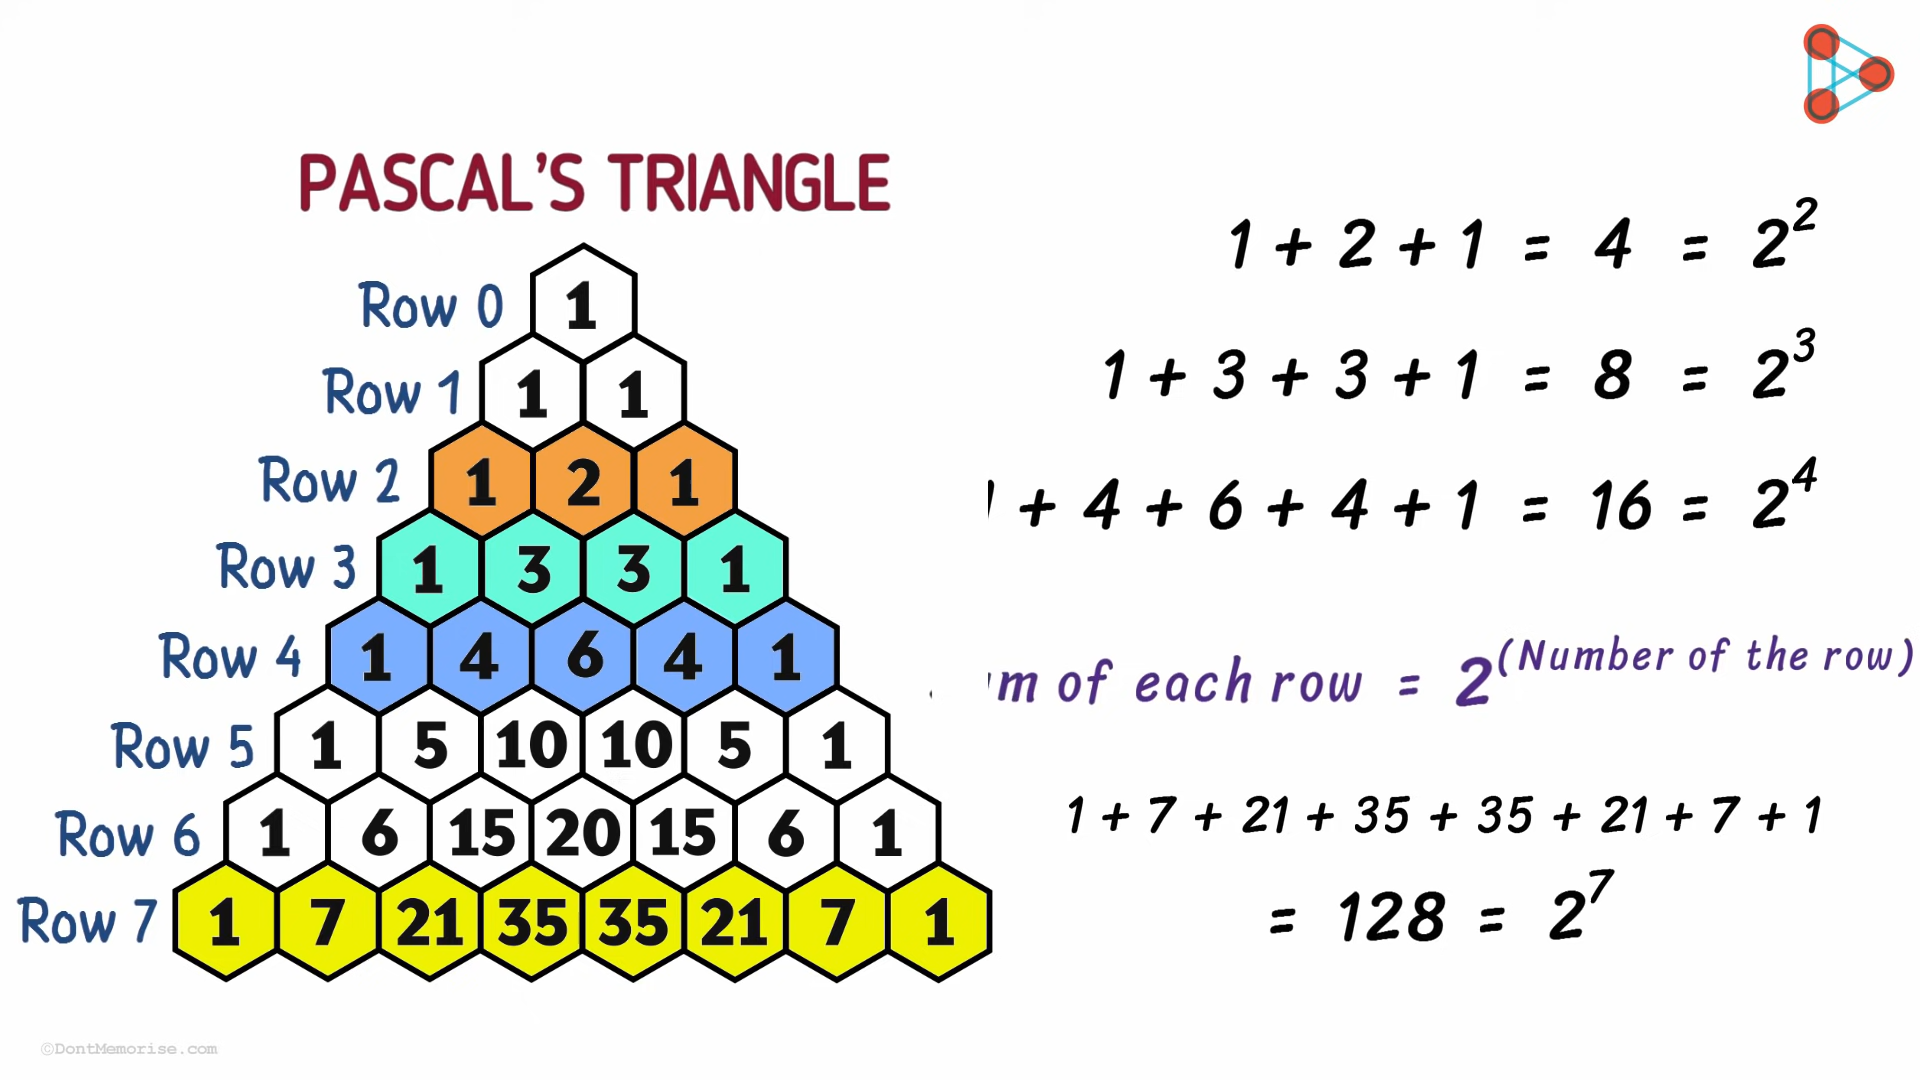 PASCAL'S TRIANGLE
Row 0 1
Row 1 1 1
Row 2 1 2 1
Row 3 1 3 3 1
Row 4 1 4 6 4 1
Row 5 1 5 10 10 5 1
Row 6 1 6 15 20 15 6 1
Row 7 1 7 21 35 35 21 7 1
1 + 2 + 1 = 4 = 2²
1 + 3 + 3 + 1 = 8 = 2³
+ 4 + 6 + 4 + 1 = 16 = 2⁴
of each row = 2^(Number of the row)
1 + 7 + 21 + 35 + 35 + 21 + 7 + 1
= 128 = 2⁷
©DontMemorise.com